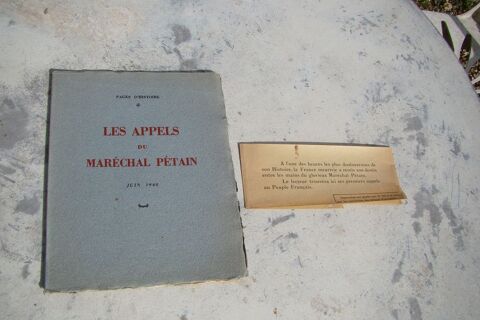 PAGES D'HISTOIRE
LES APPELS
DU
MARÉCHAL PÉTAIN
JUIN 1940
A l'une des heures les plus douloureuses de
son Histoire, la France meurtrie a remis son destin
entre les mains du glorieux Maréchal Pétain.
Le lecteur trouvera ici ses premiers appels
au Peuple Français.